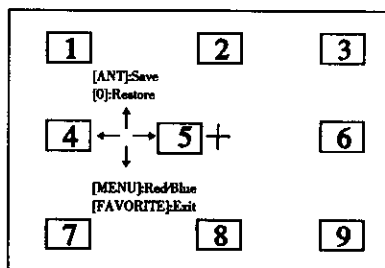 1 2 3
[ANT]:Save
[0]:Restore
4 5 6
[MENU]:Red/Blue
[FAVORITE]:Exit
7 8 9